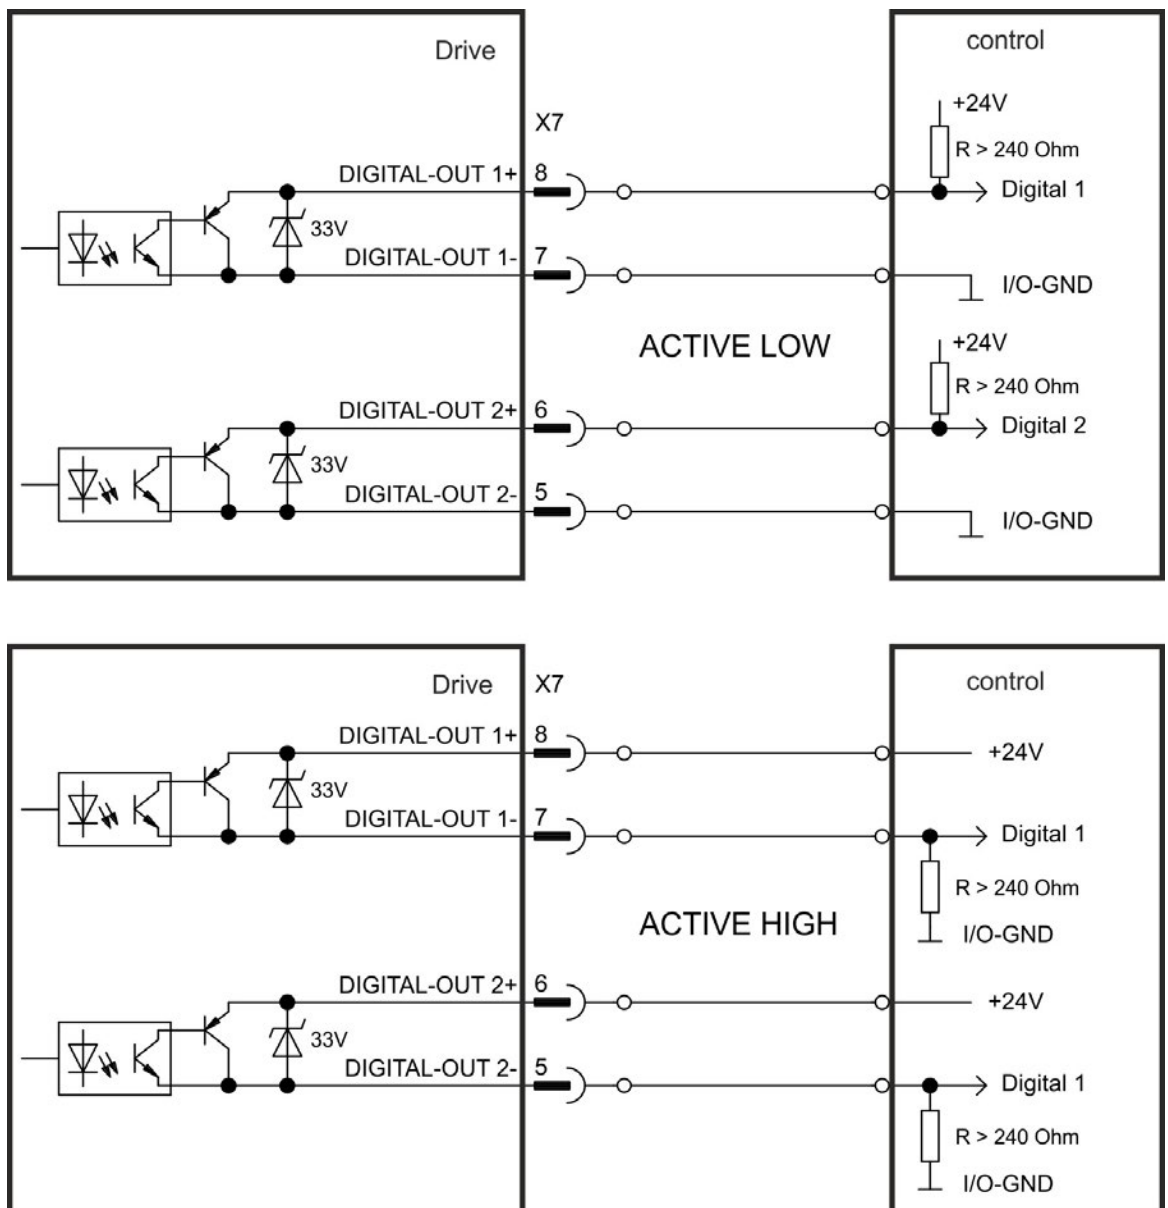 Drive
control
X7
+24V
R > 240 Ohm
DIGITAL-OUT 1+ 8
Digital 1
33V
DIGITAL-OUT 1- 7
I/O-GND
ACTIVE LOW
+24V
R > 240 Ohm
DIGITAL-OUT 2+ 6
Digital 2
33V
DIGITAL-OUT 2- 5
I/O-GND
Drive
X7
control
DIGITAL-OUT 1+ 8
+24V
33V
DIGITAL-OUT 1- 7
Digital 1
R > 240 Ohm
ACTIVE HIGH
I/O-GND
DIGITAL-OUT 2+ 6
+24V
33V
DIGITAL-OUT 2- 5
Digital 1
R > 240 Ohm
I/O-GND